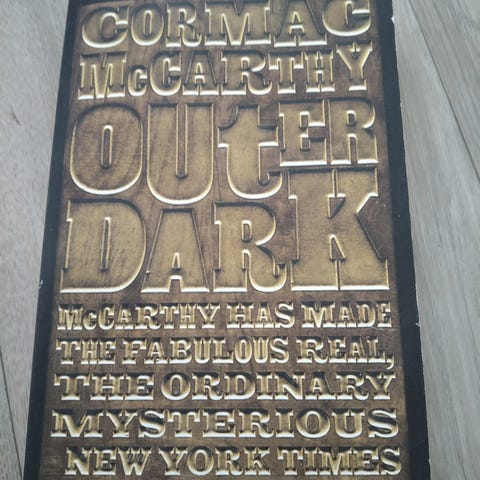 CORMAC
McCARTHY
OUtER
DARK
McCARTHY HAS MADE
THE FABULOUS REAL,
THE ORDINARY
MYSTERIOUS
NEW YORK TIMES